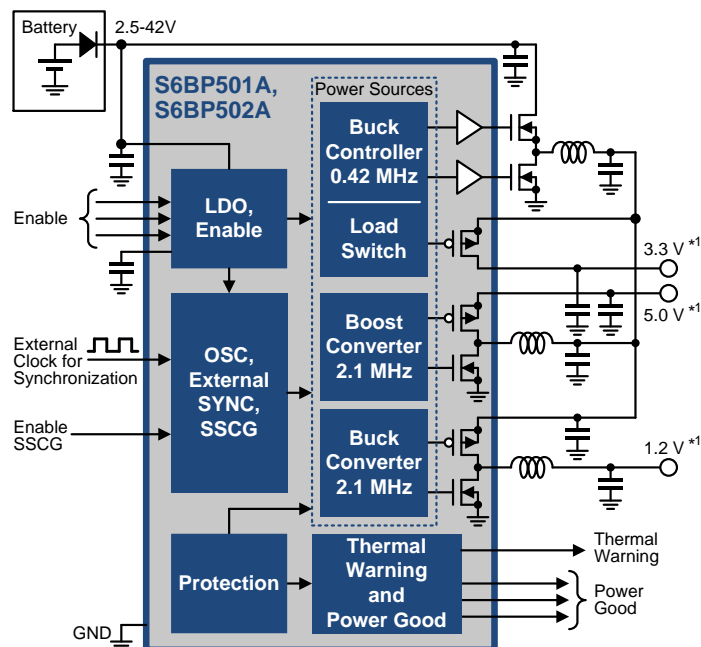 Battery
2.5-42V
S6BP501A,
S6BP502A
Power Sources
Buck
Controller
0.42 MHz
Load
Switch
LDO,
Enable
Enable
3.3 V *1
5.0 V *1
Boost
Converter
2.1 MHz
External
Clock for
Synchronization
OSC,
External
SYNC,
SSCG
Enable
SSCG
Buck
Converter
2.1 MHz
1.2 V *1
Protection
Thermal
Warning
and
Power Good
Thermal
Warning
Power
Good
GND